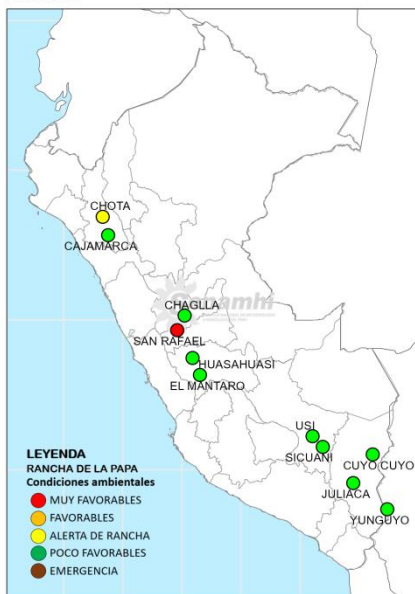 CHOTA
CAJAMARCA
CHAGLLA
SAN RAFAEL
HUASAHUASI
EL MANTARO
USI
SICUANI
CUYO CUYO
JULIACA
YUNGUYO
LEYENDA
RANCHA DE LA PAPA
Condiciones ambientales
MUY FAVORABLES
FAVORABLES
ALERTA DE RANCHA
POCO FAVORABLES
EMERGENCIA